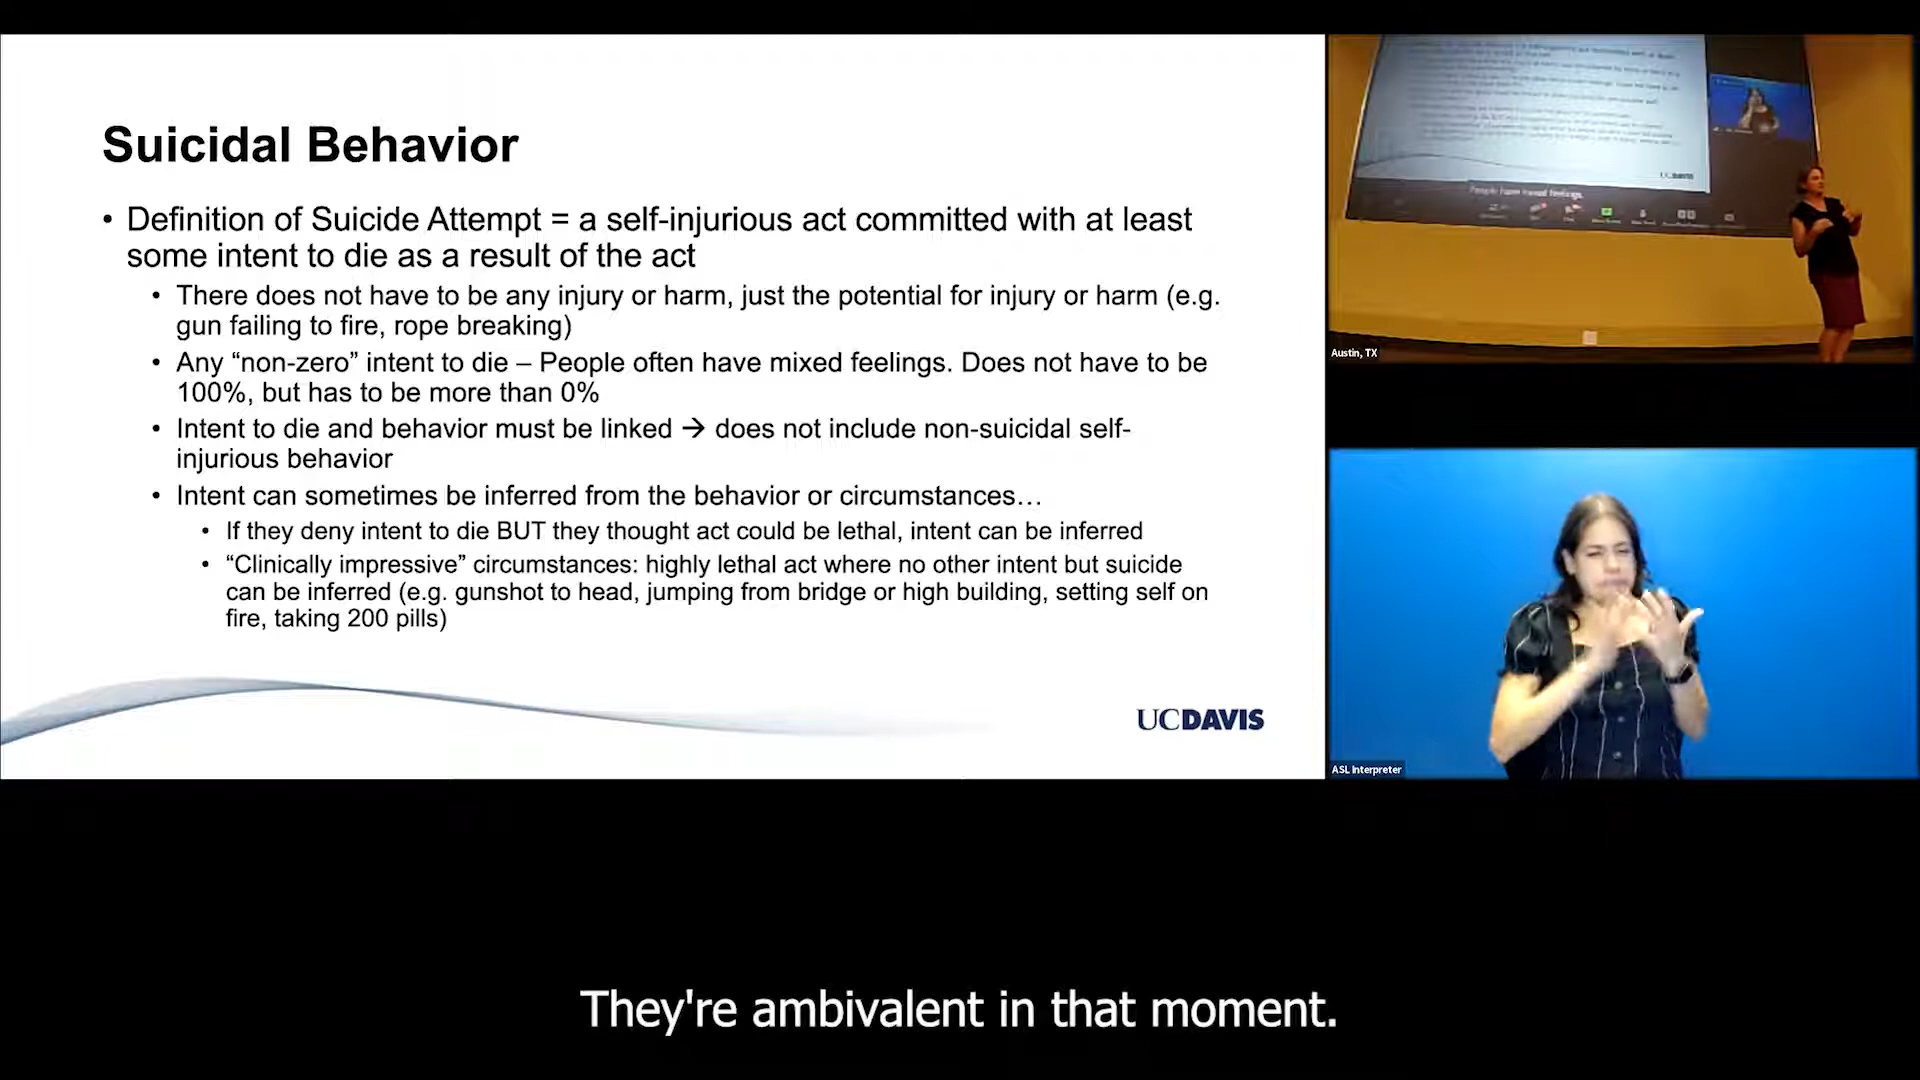 Suicidal Behavior
• Definition of Suicide Attempt = a self-injurious act committed with at least
some intent to die as a result of the act
• There does not have to be any injury or harm, just the potential for injury or harm (e.g.
gun failing to fire, rope breaking)
• Any “non-zero” intent to die – People often have mixed feelings. Does not have to be
100%, but has to be more than 0%
• Intent to die and behavior must be linked → does not include non-suicidal self-
injurious behavior
• Intent can sometimes be inferred from the behavior or circumstances…
• If they deny intent to die BUT they thought act could be lethal, intent can be inferred
• “Clinically impressive” circumstances: highly lethal act where no other intent but suicide
can be inferred (e.g. gunshot to head, jumping from bridge or high building, setting self on
fire, taking 200 pills)
UCDAVIS
People have mixed feelings.
UCDAVIS
Austin, TX
ASL Interpreter
They're ambivalent in that moment.